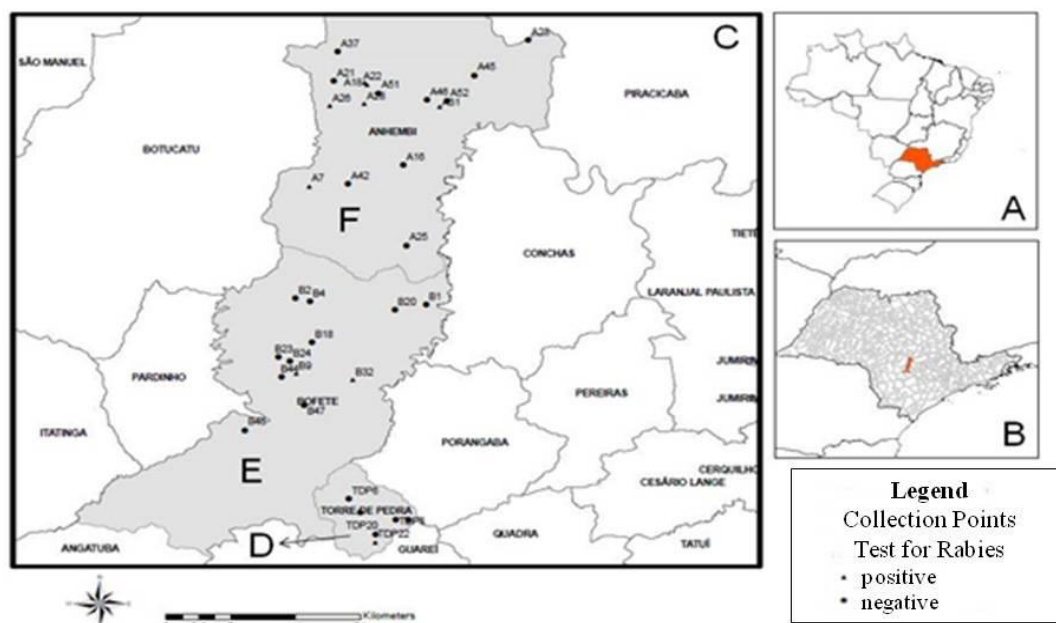 C
A28
A37
SÃO MANUEL
A45
A21
A22
A18
A51
A46
A52
A26
B1
PIRACICABA
ANHEMBI
BOTUCATU
A16
A7
A42
F
A
A25
CONCHAS
TIETÊ
LARANJAL PAULISTA
B2
B4
B20
B1
B18
B23
B24
B9
B44
B32
PARDINHO
JUMIRIM
PEREIRAS
BOFETE
B47
JUMIRIM
ITATINGA
PORANGABA
B
E
CERQUILHO
CESÁRIO LANGE
TDP6
TORRE DE PEDRA
TDP20
TDP22
D
GUAREÍ
QUADRA
TATUÍ
ANGATUBA
Kilometers
Legend
Collection Points
Test for Rabies
positive
negative